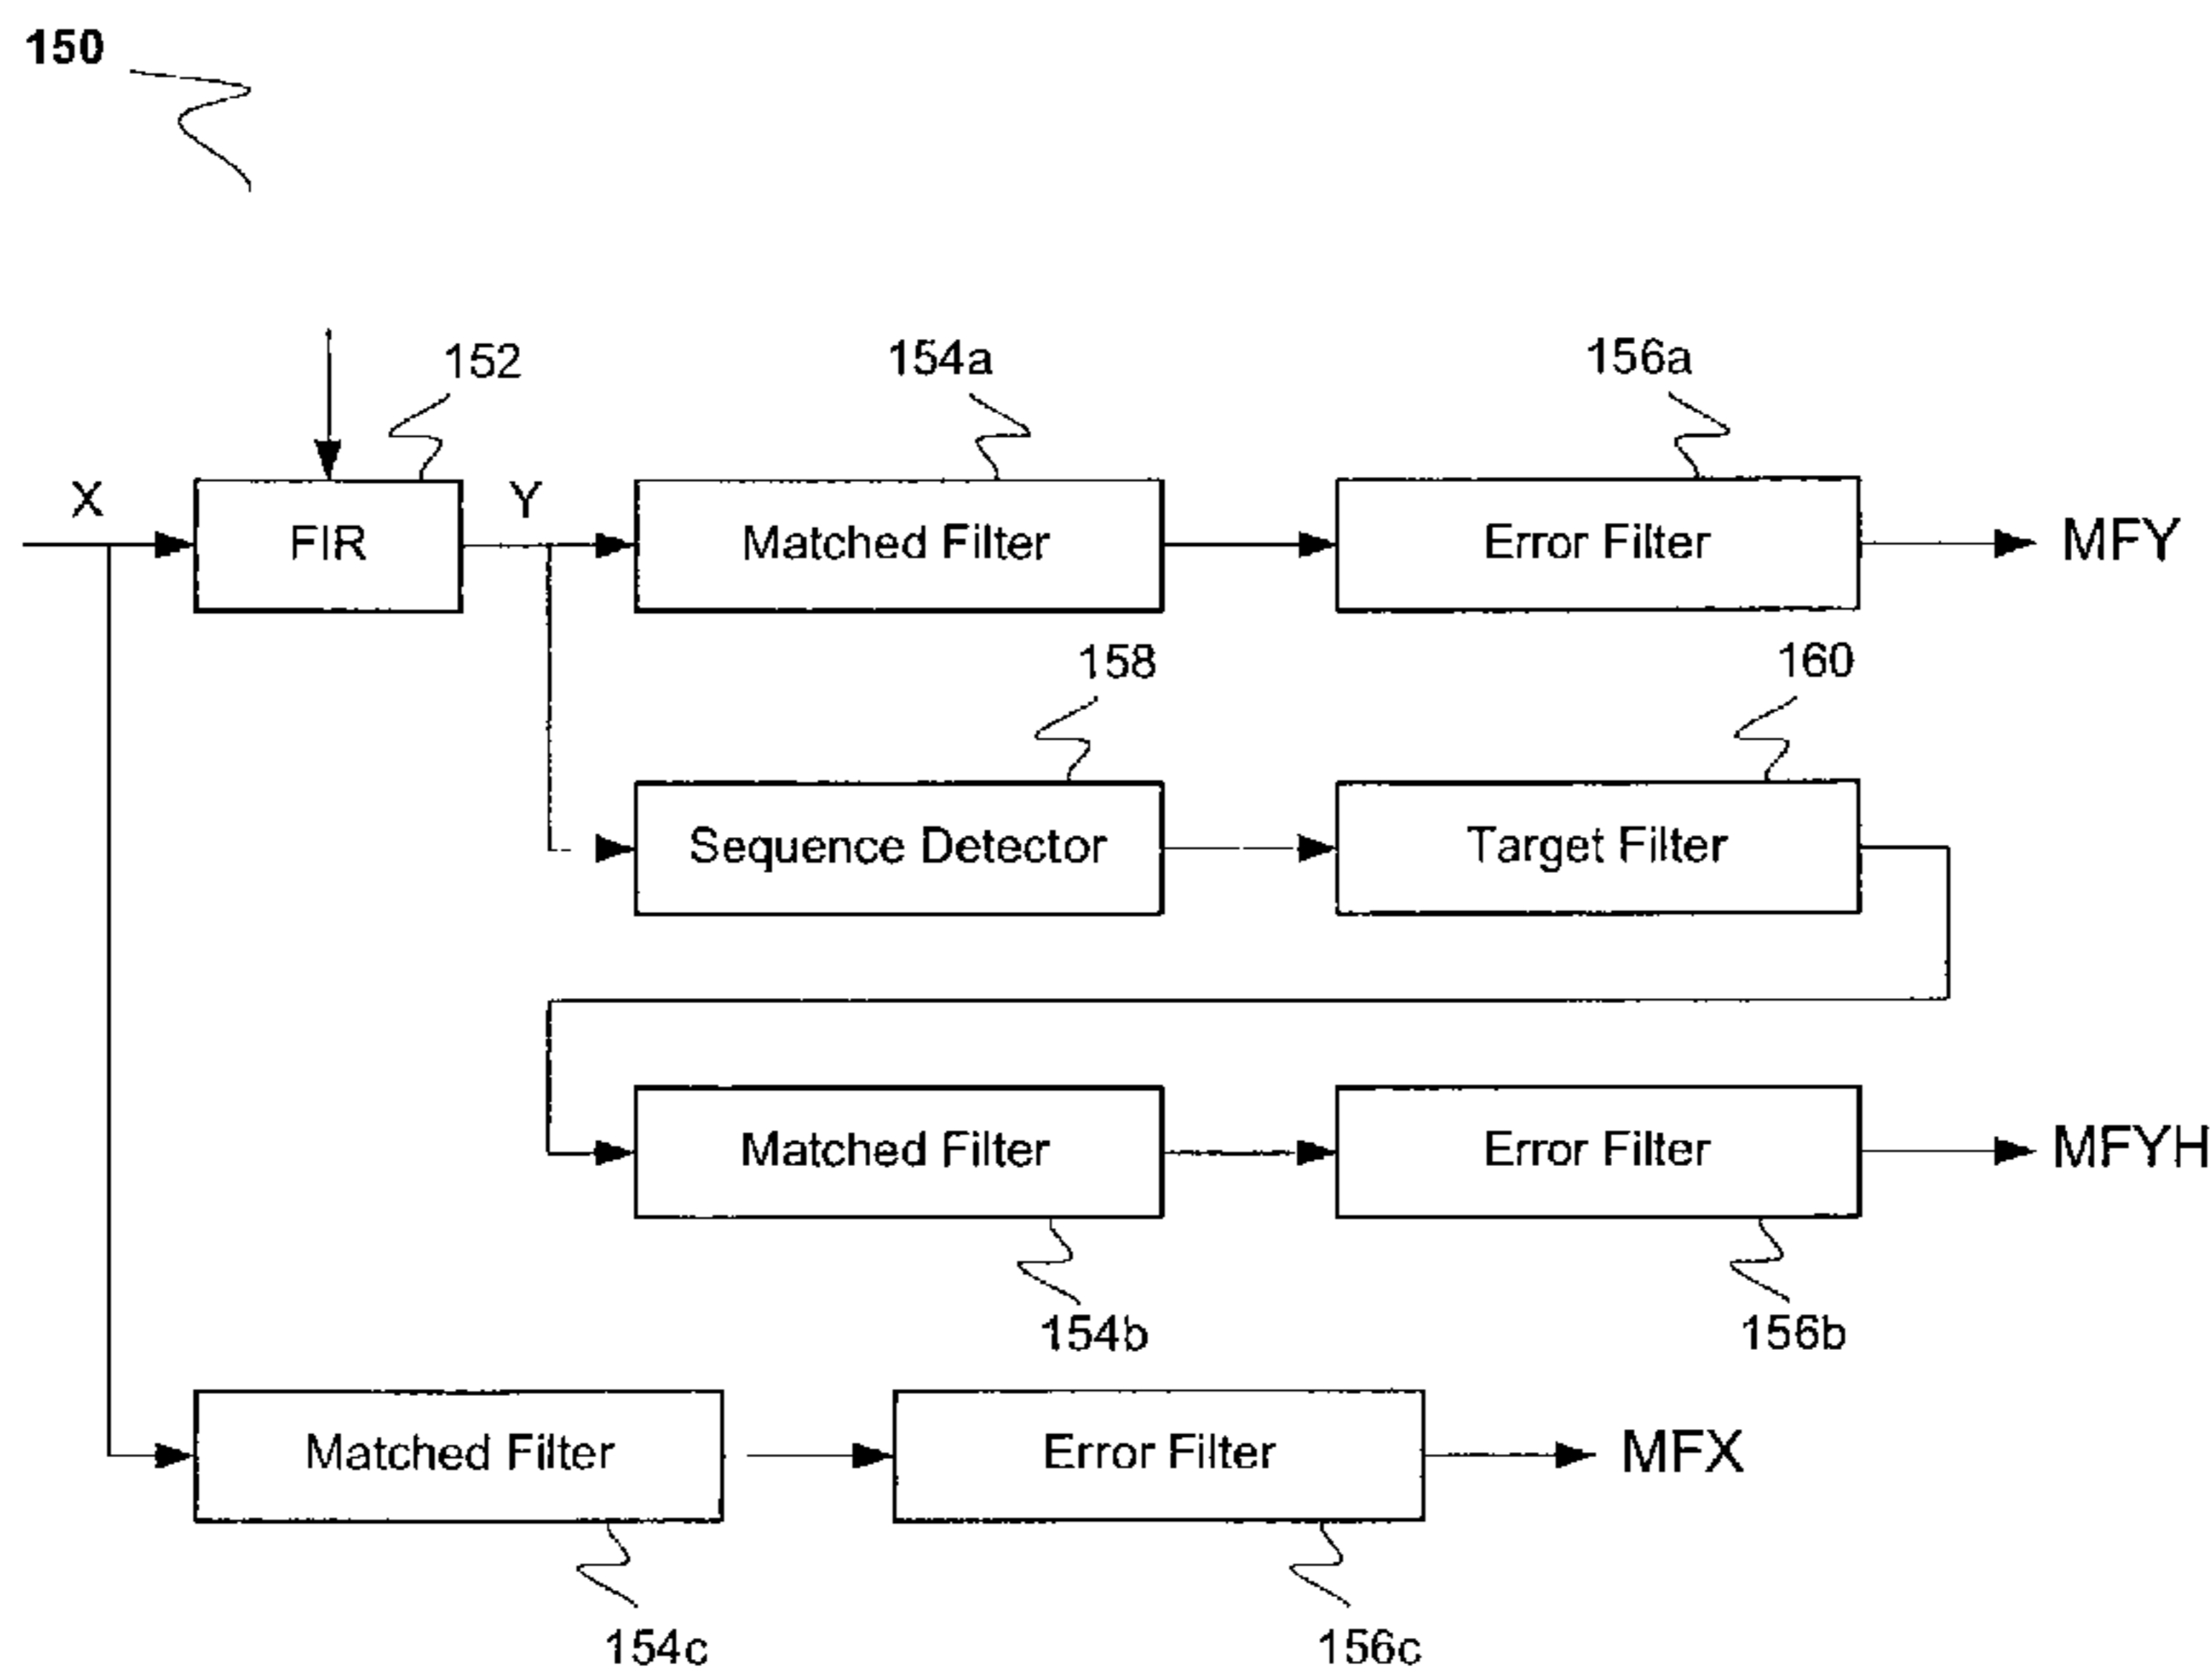 150
152
154a
156a
X
FIR
Y
Matched Filter
Error Filter
MFY
158
160
Sequence Detector
Target Filter
Matched Filter
Error Filter
MFYH
154b
156b
Matched Filter
Error Filter
MFX
154c
156c